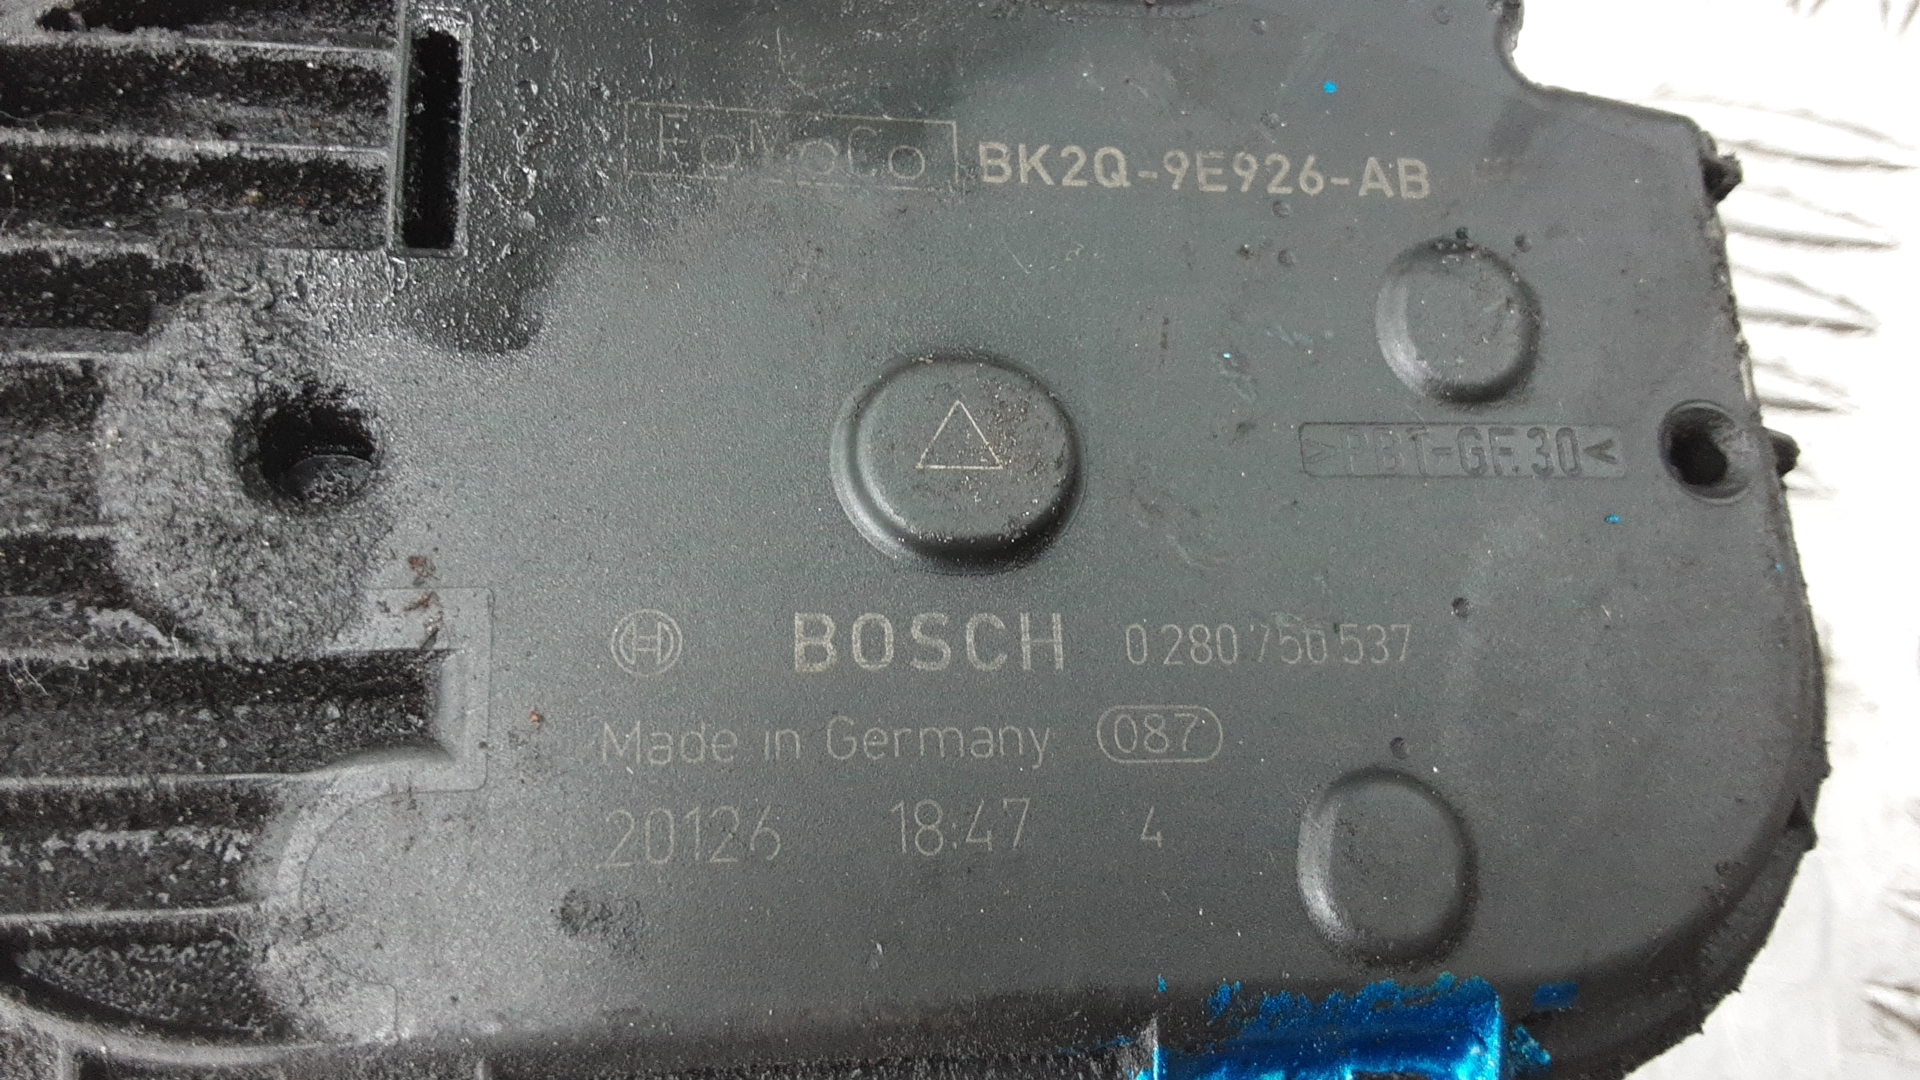 FoMoCo BK2Q-9E926-AB
>PBT-GF30<
BOSCH 0 280 750 537
Made in Germany 087
20126 18:47 4